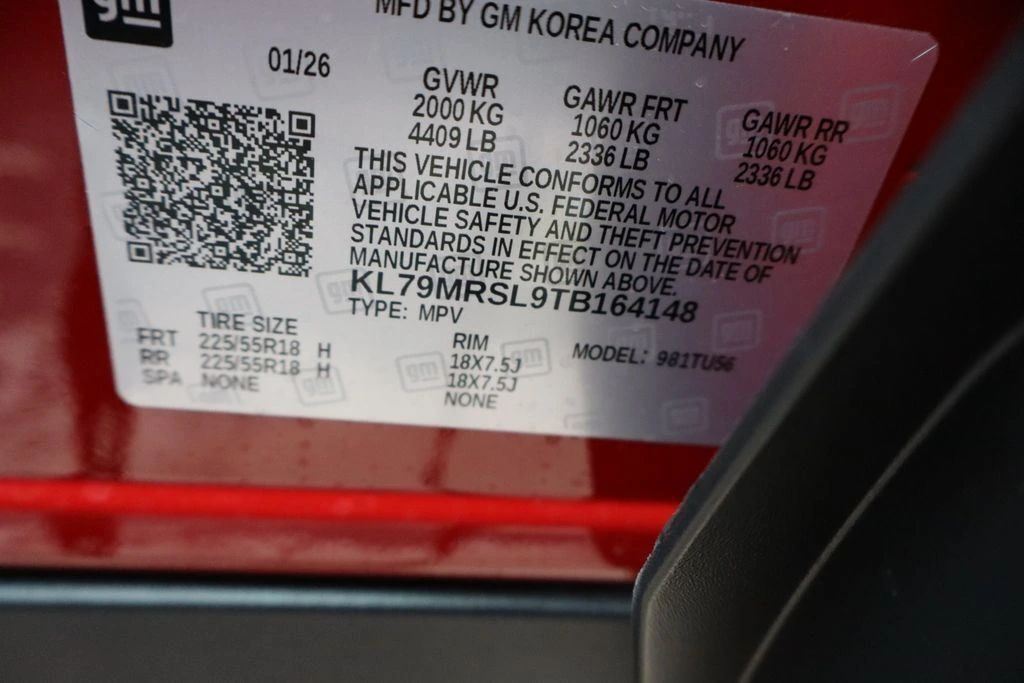 gm
MFD BY GM KOREA COMPANY
01/26
GVWR
2000 KG
4409 LB
GAWR FRT
1060 KG
2336 LB
GAWR RR
1060 KG
2336 LB
THIS VEHICLE CONFORMS TO ALL
APPLICABLE U.S. FEDERAL MOTOR
VEHICLE SAFETY AND THEFT PREVENTION
STANDARDS IN EFFECT ON THE DATE OF
MANUFACTURE SHOWN ABOVE.
KL79MRSL9TB164148
TYPE: MPV
TIRE SIZE
FRT 225/55R18 H
RR 225/55R18 H
SPA NONE
RIM
18X7.5J
18X7.5J
NONE
MODEL: 981TU56